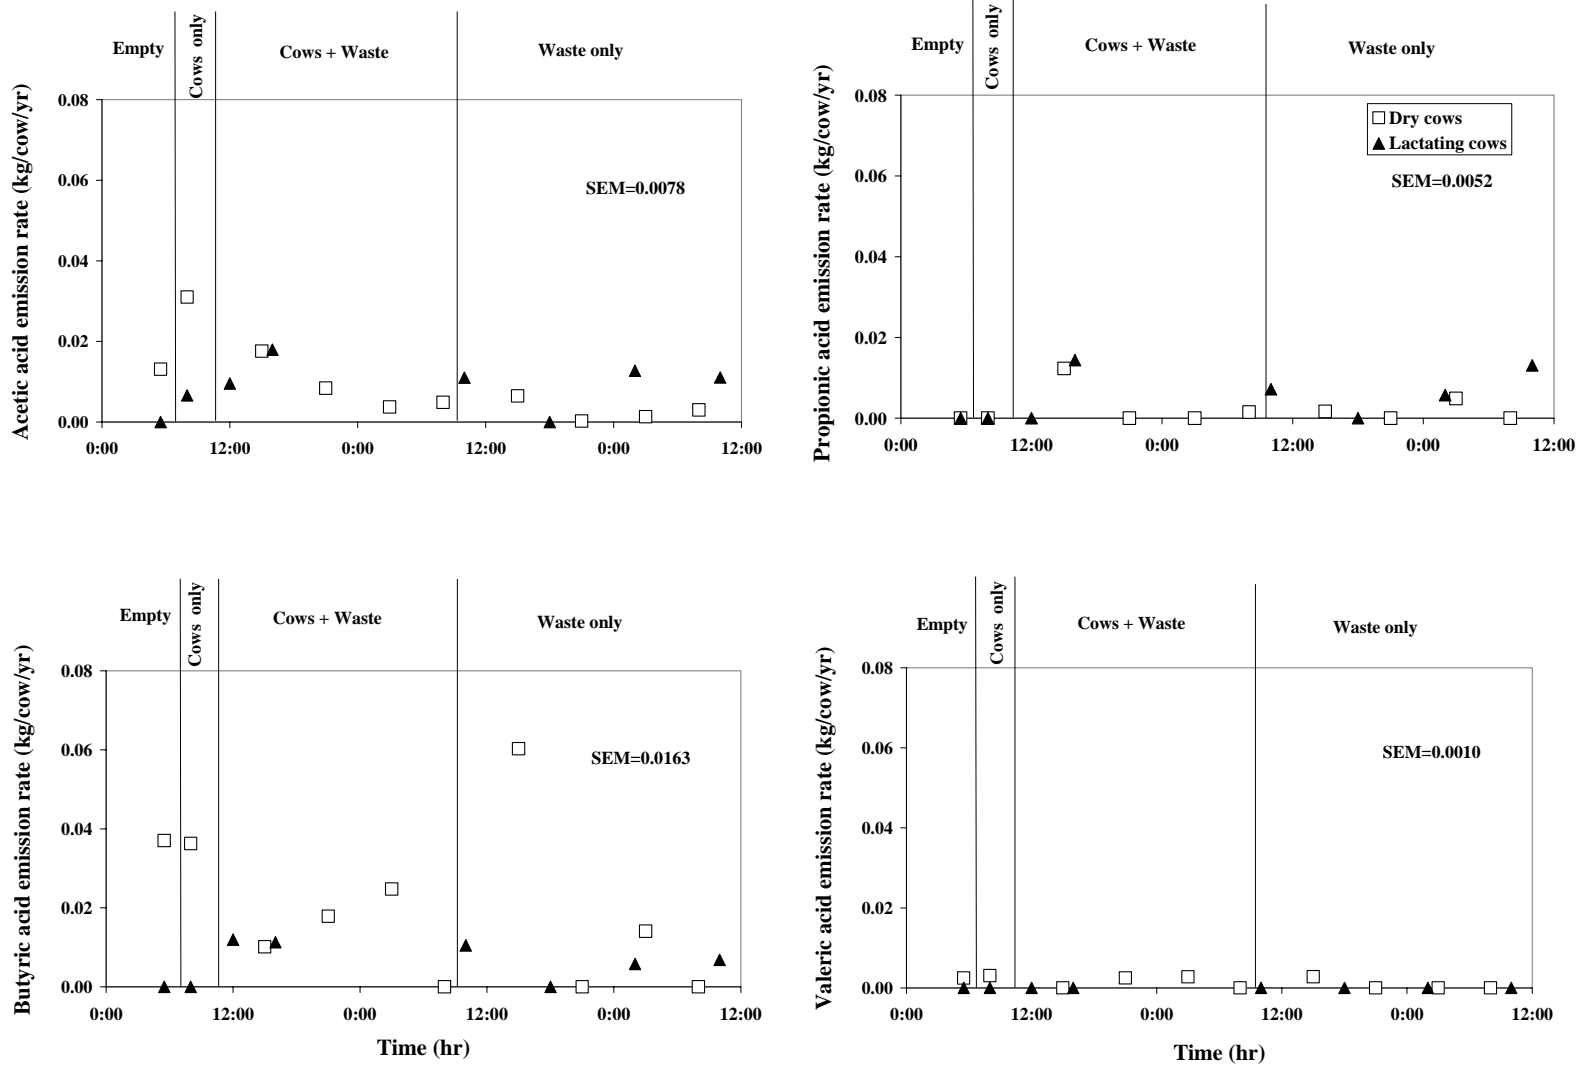 Empty
Cows only
Cows + Waste
Waste only
Acetic acid emission rate (kg/cow/yr)
0.08
0.06
0.04
0.02
0.00
SEM=0.0078
0:00 12:00 0:00 12:00 0:00 12:00
Empty
Cows only
Cows + Waste
Waste only
Propionic acid emission rate (kg/cow/yr)
0.08
0.06
0.04
0.02
0.00
Dry cows
Lactating cows
SEM=0.0052
0:00 12:00 0:00 12:00 0:00 12:00
Empty
Cows only
Cows + Waste
Waste only
Butyric acid emission rate (kg/cow/yr)
0.08
0.06
0.04
0.02
0.00
SEM=0.0163
0:00 12:00 0:00 12:00 0:00 12:00
Time (hr)
Empty
Cows only
Cows + Waste
Waste only
Valeric acid emission rate (kg/cow/yr)
0.08
0.06
0.04
0.02
0.00
SEM=0.0010
0:00 12:00 0:00 12:00 0:00 12:00
Time (hr)